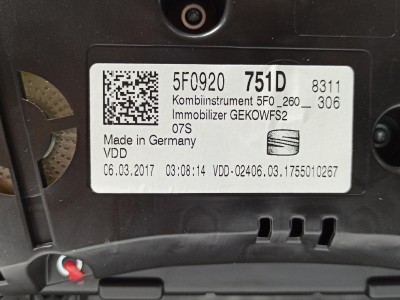 5F0920 751D 8311
Kombiinstrument 5F0_260_ 306
Immobilizer GEKOWFS2
07S
Made in Germany
VDD
06.03.2017 03:08:14 VDD-02406.03.1755010267